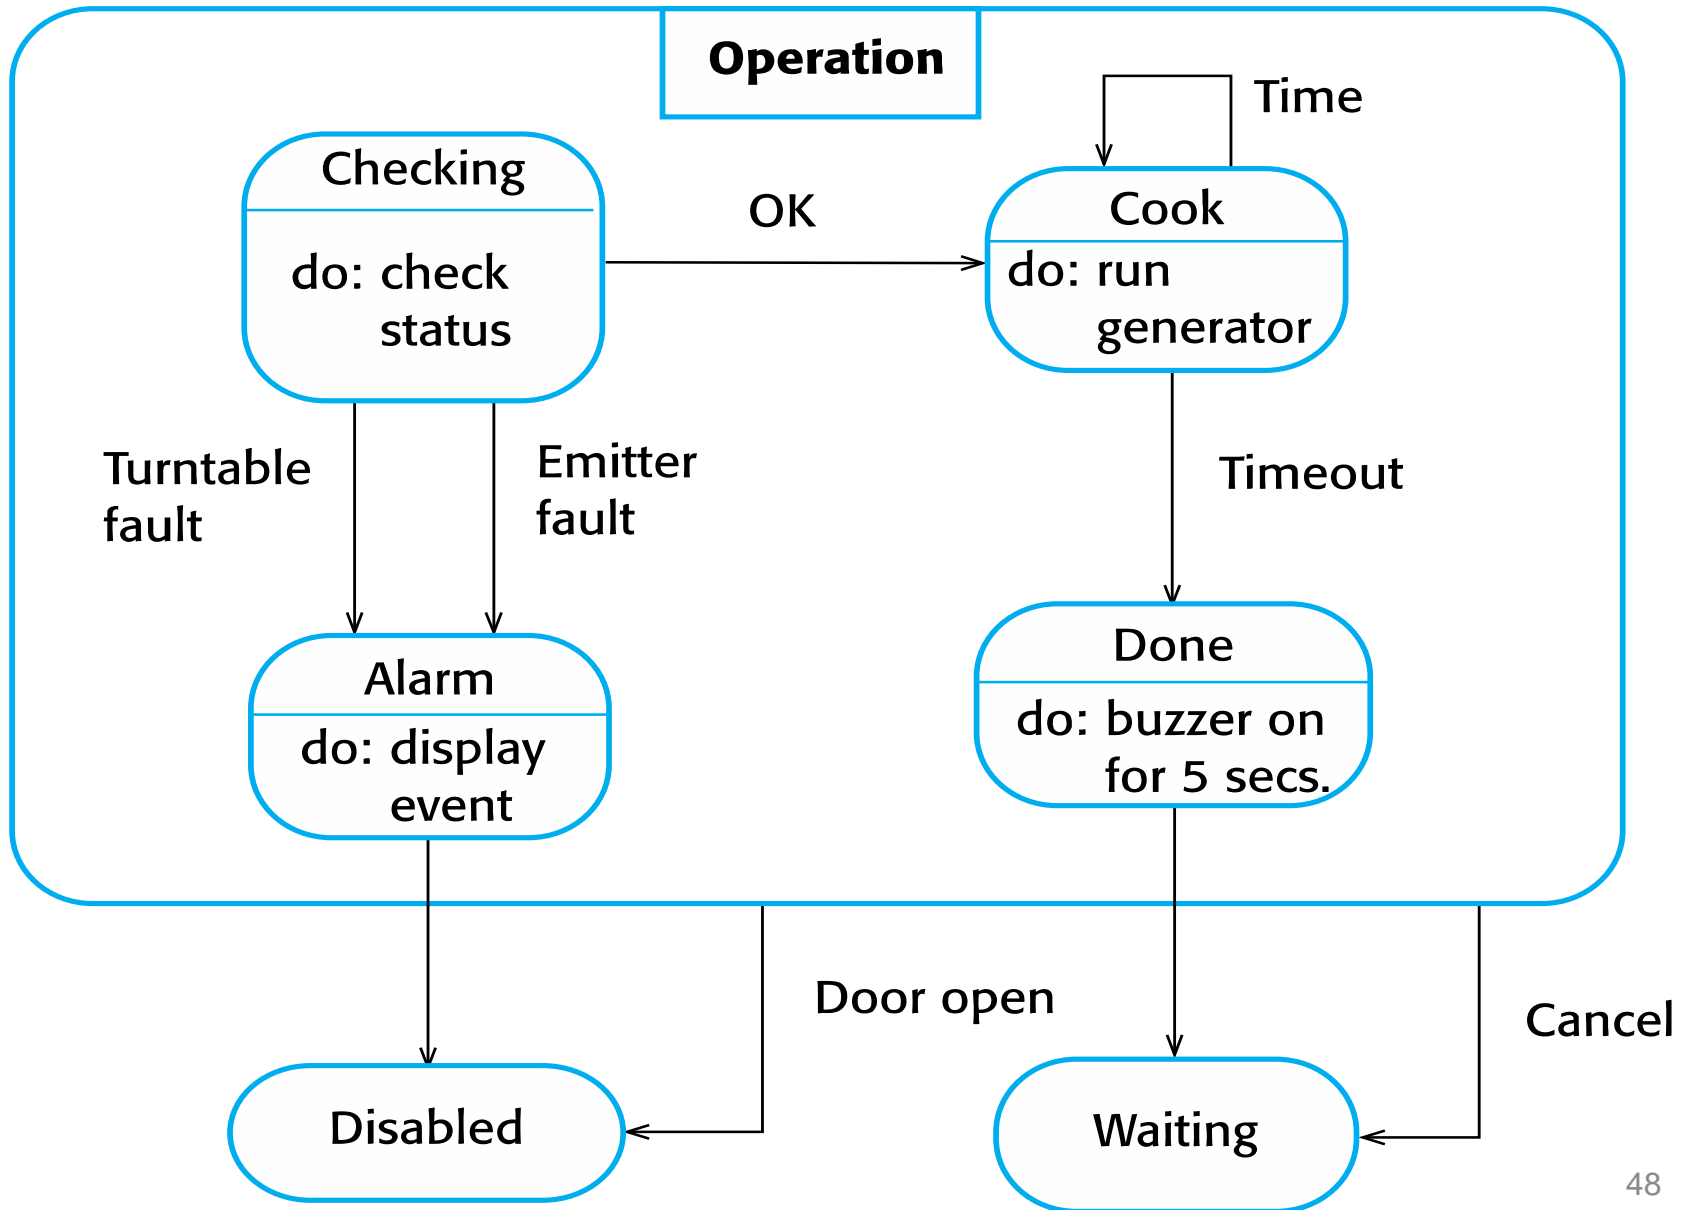 Operation
Time
Checking
do: check
status
OK
Cook
do: run
generator
Turntable
fault
Emitter
fault
Timeout
Alarm
do: display
event
Done
do: buzzer on
for 5 secs.
Door open
Cancel
Disabled
Waiting
48